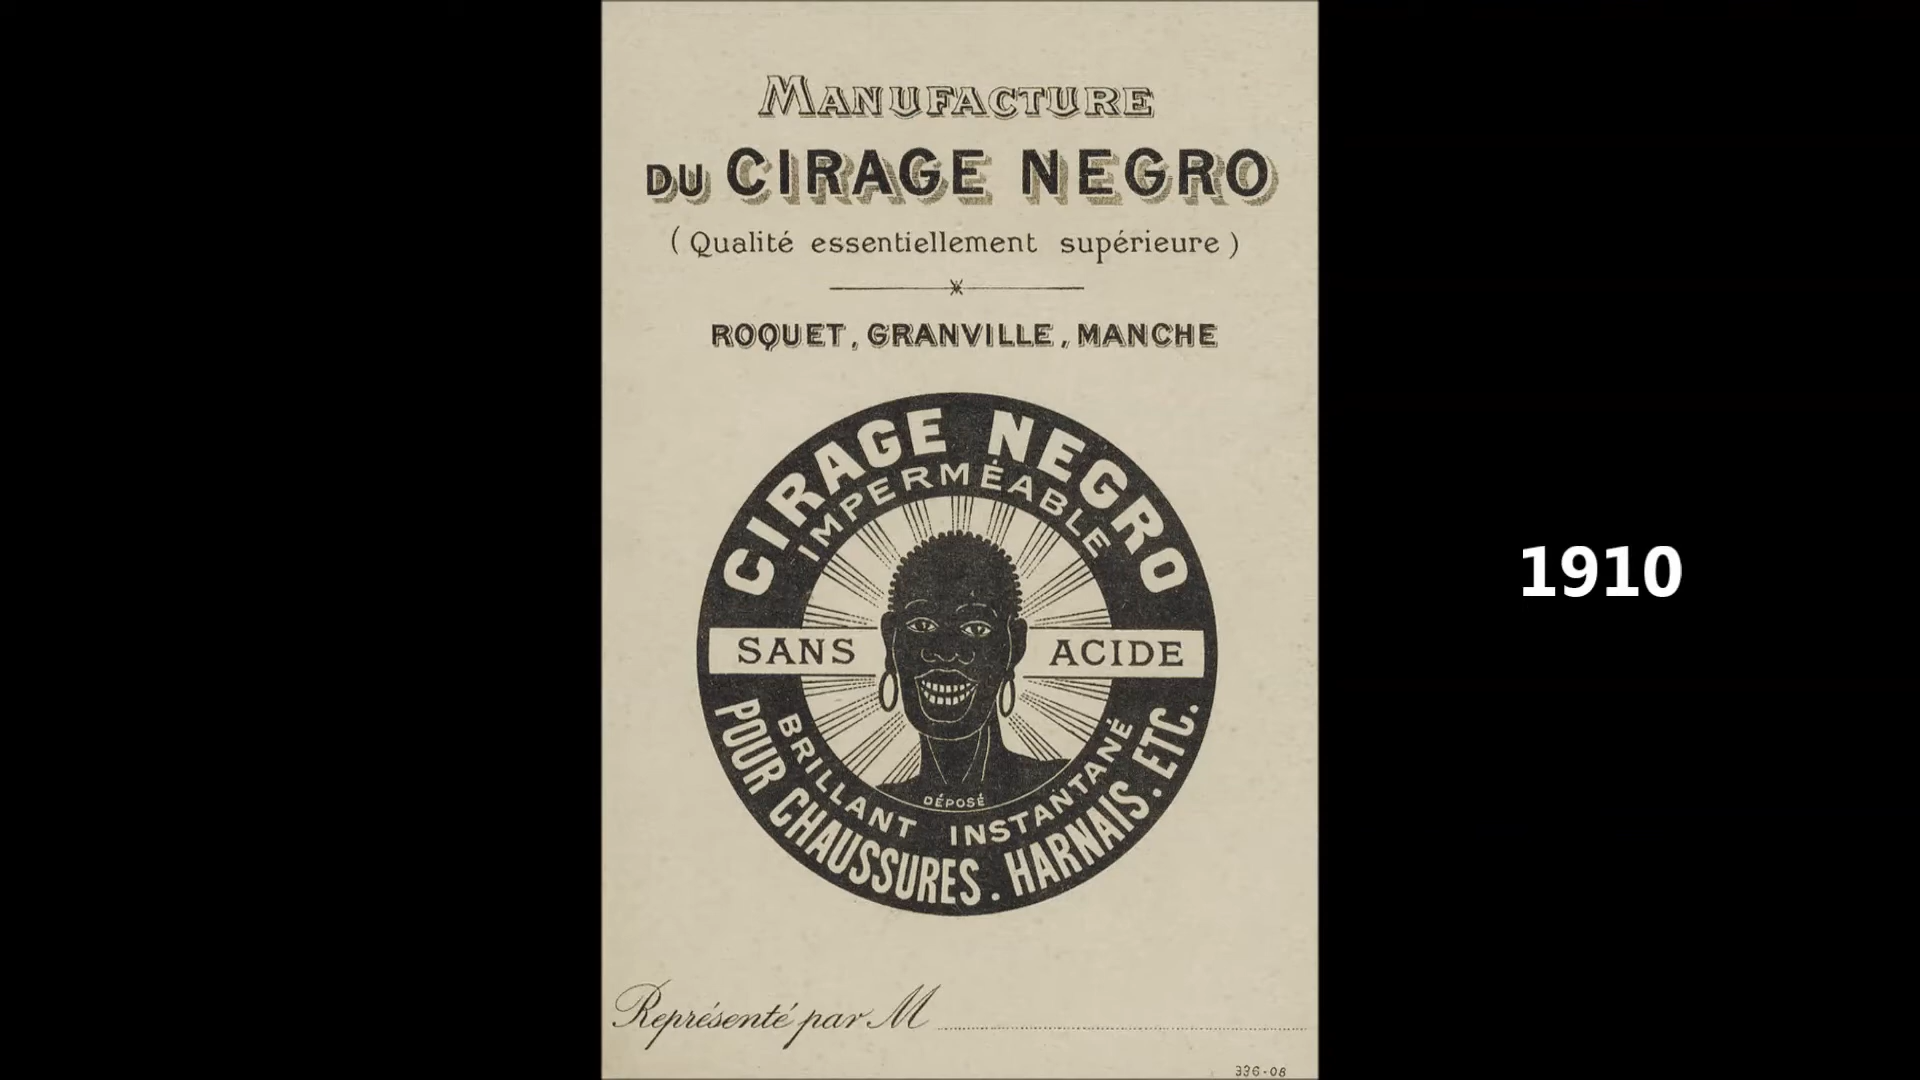 MANUFACTURE
DU CIRAGE NEGRO
(Qualité essentiellement supérieure)
ROQUET, GRANVILLE, MANCHE
CIRAGE NEGRO
IMPERMÉABLE
SANS ACIDE
DÉPOSÉ
BRILLANT INSTANTANÉ
POUR CHAUSSURES. HARNAIS. ETC.
1910
Représenté par M
336-08